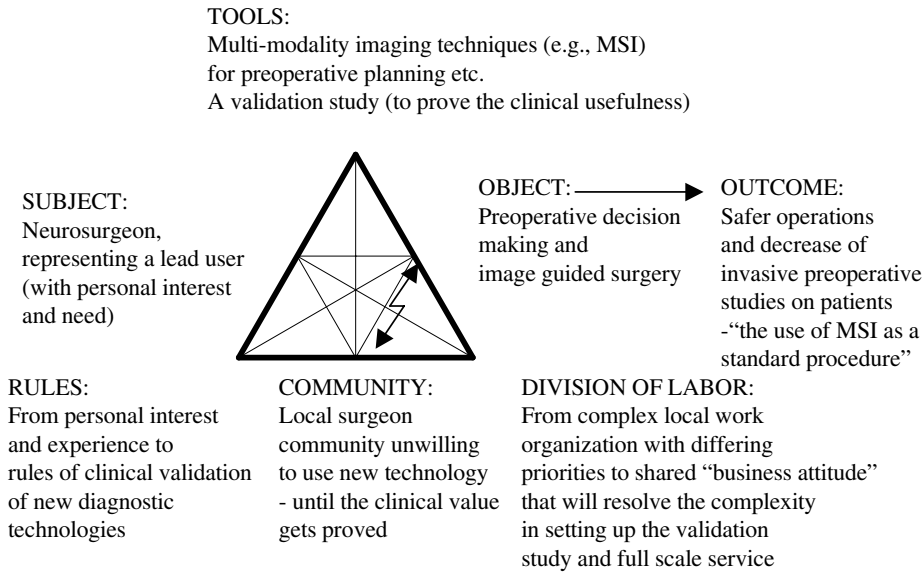 TOOLS:
Multi-modality imaging techniques (e.g., MSI)
for preoperative planning etc.
A validation study (to prove the clinical usefulness)
SUBJECT:
Neurosurgeon,
representing a lead user
(with personal interest
and need)
OBJECT:
Preoperative decision
making and
image guided surgery
OUTCOME:
Safer operations
and decrease of
invasive preoperative
studies on patients
-“the use of MSI as a
standard procedure”
RULES:
From personal interest
and experience to
rules of clinical validation
of new diagnostic
technologies
COMMUNITY:
Local surgeon
community unwilling
to use new technology
- until the clinical value
gets proved
DIVISION OF LABOR:
From complex local work
organization with differing
priorities to shared “business attitude”
that will resolve the complexity
in setting up the validation
study and full scale service